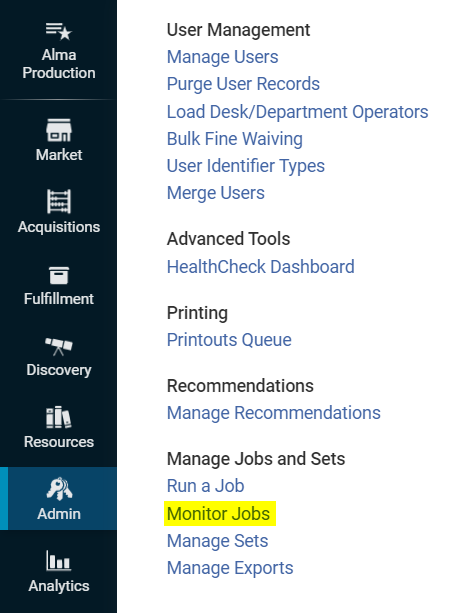 Alma
Production
Market
Acquisitions
Fulfillment
Discovery
Resources
Admin
Analytics
User Management
Manage Users
Purge User Records
Load Desk/Department Operators
Bulk Fine Waiving
User Identifier Types
Merge Users
Advanced Tools
HealthCheck Dashboard
Printing
Printouts Queue
Recommendations
Manage Recommendations
Manage Jobs and Sets
Run a Job
Monitor Jobs
Manage Sets
Manage Exports